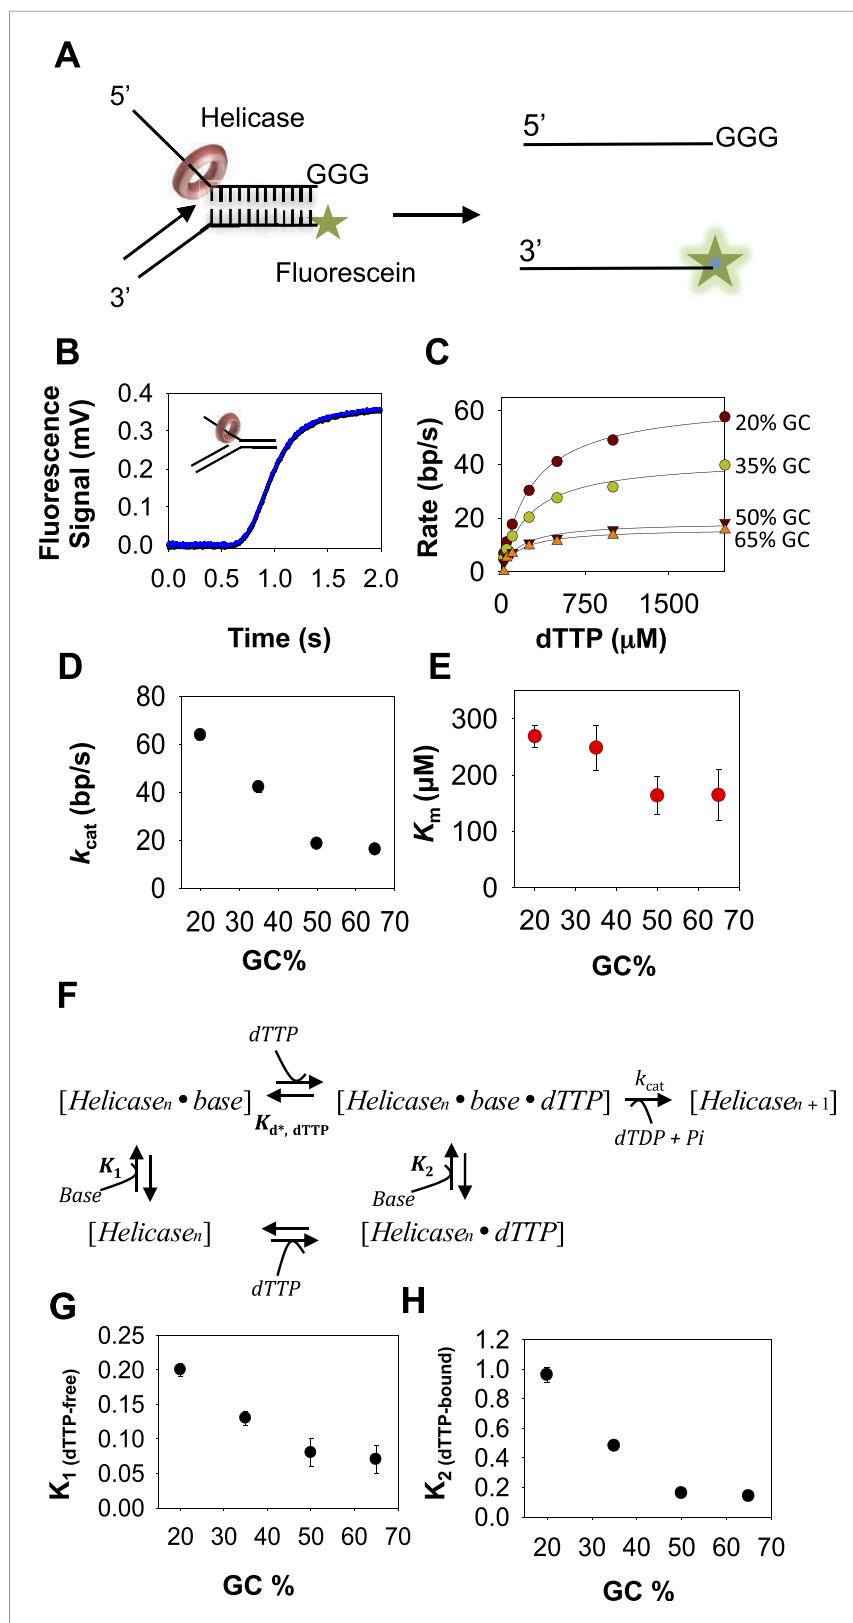 A
5’
Helicase
GGG
Fluorescein
3’
5’
GGG
3’
B
Fluorescence
Signal (mV)
0.4
0.3
0.2
0.1
0.0
0.0 0.5 1.0 1.5 2.0
Time (s)
C
Rate (bp/s)
60
40
20
0
20% GC
35% GC
50% GC
65% GC
0 750 1500
dTTP (μM)
D
kcat (bp/s)
80
60
40
20
0
20 30 40 50 60 70
GC%
E
Km (μM)
300
200
100
0
20 30 40 50 60 70
GC%
F
dTTP
[Helicasen • base]
Kd*, dTTP
[Helicasen • base • dTTP]
kcat
dTDP + Pi
[Helicasen + 1]
K1
Base
K2
Base
[Helicasen]
dTTP
[Helicasen • dTTP]
G
K1 (dTTP-free)
0.25
0.20
0.15
0.10
0.05
0.00
20 30 40 50 60 70
GC %
H
K2 (dTTP-bound)
1.2
1.0
0.8
0.6
0.4
0.2
0.0
20 30 40 50 60 70
GC %